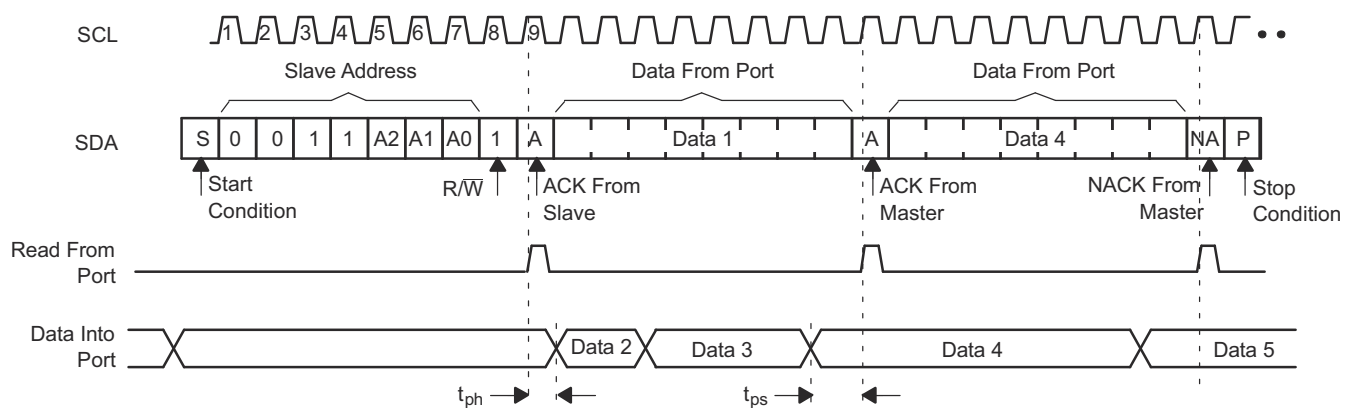 SCL
1 2 3 4 5 6 7 8 9
Slave Address
Data From Port
Data From Port
SDA
S 0 0 1 1 A2 A1 A0 1 A Data 1 A Data 4 NA P
Start
Condition
R/W̅
ACK From
Slave
ACK From
Master
NACK From
Master
Stop
Condition
Read From
Port
Data Into
Port
Data 2 Data 3 Data 4 Data 5
tph
tps